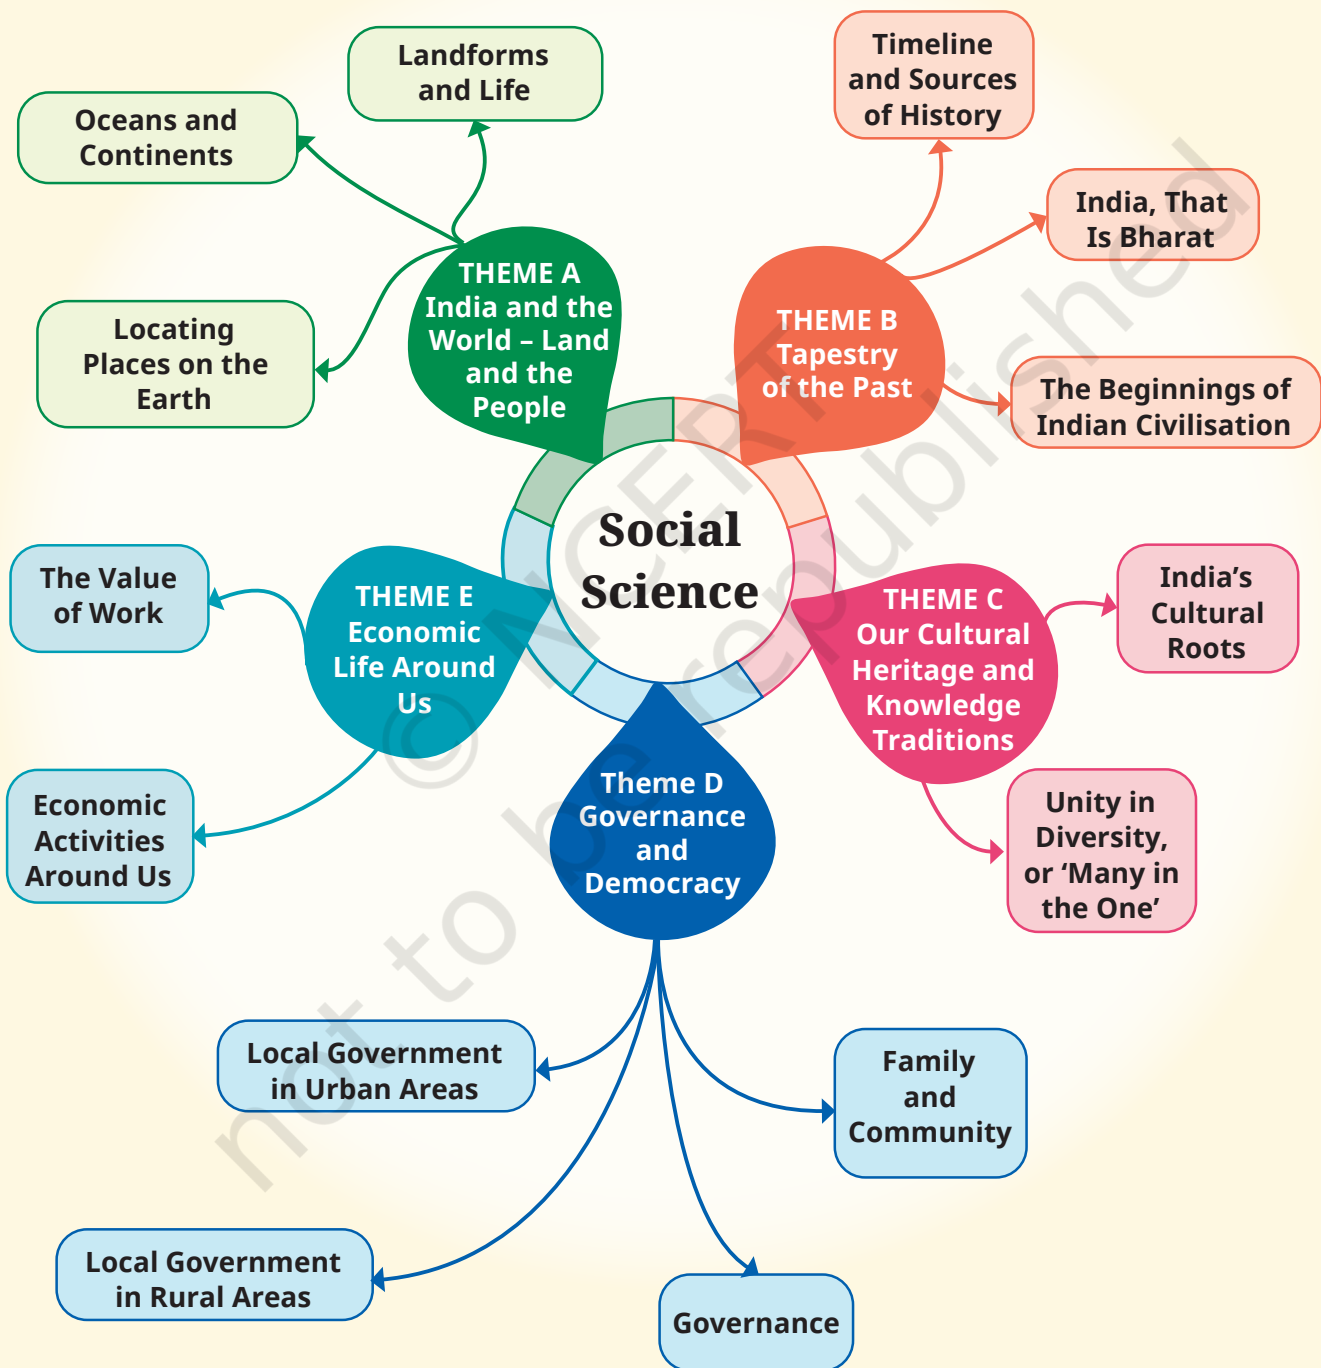 Landforms
and Life
Oceans and
Continents
Locating
Places on the
Earth
THEME A
India and the
World – Land
and the
People
Timeline
and Sources
of History
India, That
Is Bharat
The Beginnings of
Indian Civilisation
THEME B
Tapestry
of the Past
Social
Science
THEME C
Our Cultural
Heritage and
Knowledge
Traditions
India’s
Cultural
Roots
Unity in
Diversity,
or ‘Many in
the One’
THEME E
Economic
Life Around
Us
The Value
of Work
Economic
Activities
Around Us
Theme D
Governance
and
Democracy
Local Government
in Urban Areas
Family
and
Community
Local Government
in Rural Areas
Governance
© NCERT
not to be republished